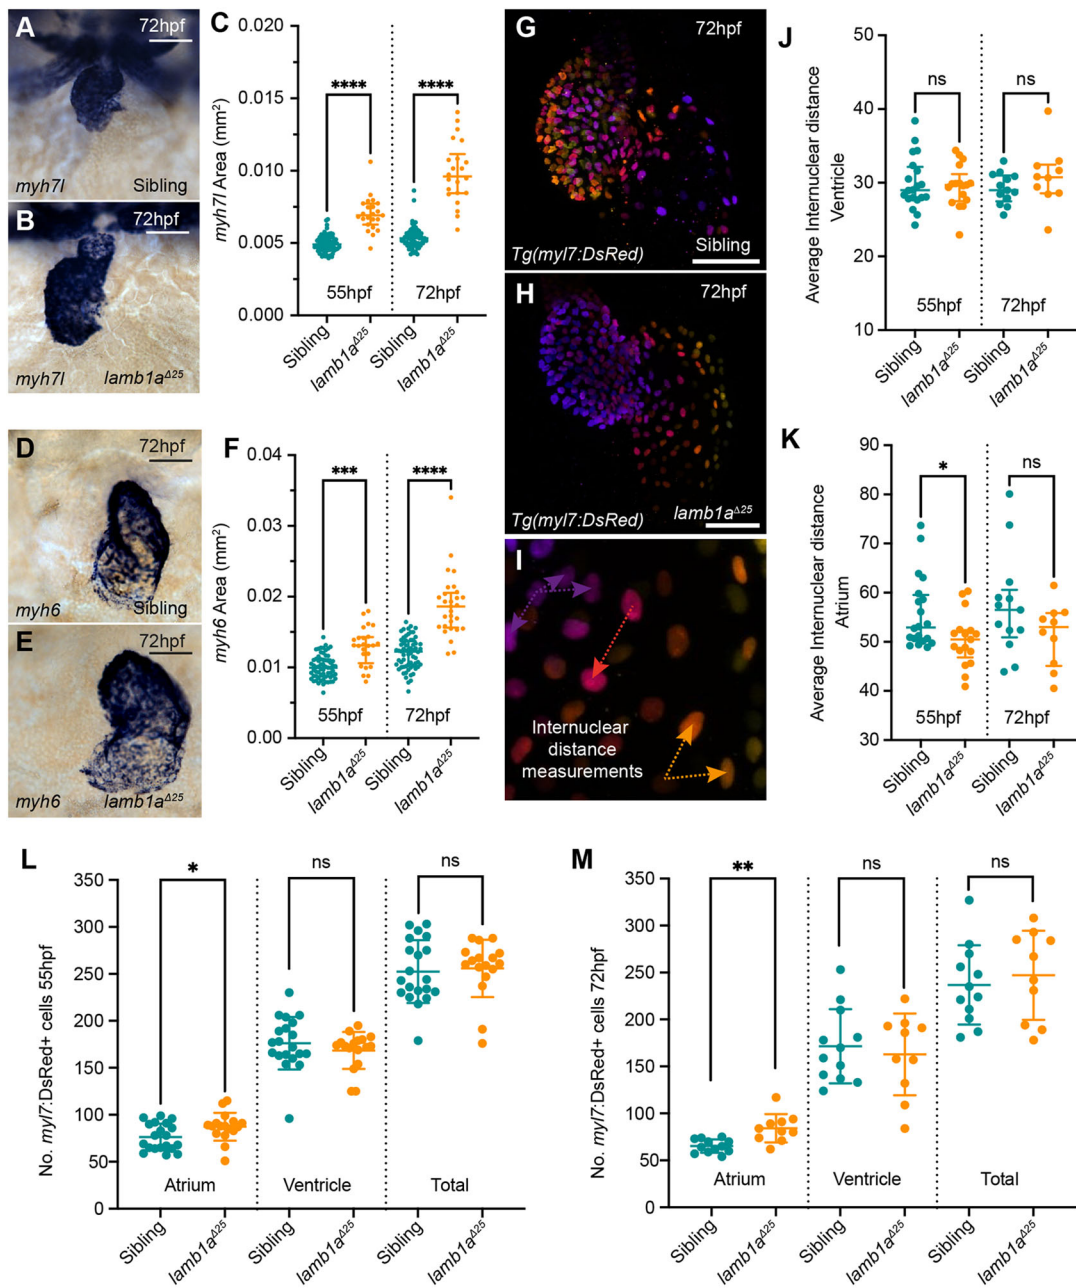 A
72hpf
myh7l
Sibling
B
72hpf
myh7l
lamb1aΔ25
C
myh7l Area (mm²)
0.020
0.015
0.010
0.005
0.000
****
****
55hpf
72hpf
Sibling
lamb1aΔ25
Sibling
lamb1aΔ25
D
72hpf
myh6
Sibling
E
72hpf
myh6
lamb1aΔ25
F
myh6 Area (mm²)
0.04
0.03
0.02
0.01
0.00
***
****
55hpf
72hpf
Sibling
lamb1aΔ25
Sibling
lamb1aΔ25
G
72hpf
Tg(myl7:DsRed)
Sibling
H
72hpf
Tg(myl7:DsRed)
lamb1aΔ25
I
Internuclear
distance
measurements
J
Average Internuclear distance
Ventricle
50
40
30
20
10
ns
ns
55hpf
72hpf
Sibling
lamb1aΔ25
Sibling
lamb1aΔ25
K
Average Internuclear distance
Atrium
90
80
70
60
50
40
30
*
ns
55hpf
72hpf
Sibling
lamb1aΔ25
Sibling
lamb1aΔ25
L
No. myl7:DsRed+ cells 55hpf
350
300
250
200
150
100
50
0
*
ns
ns
Atrium
Ventricle
Total
Sibling
lamb1aΔ25
Sibling
lamb1aΔ25
Sibling
lamb1aΔ25
M
No. myl7:DsRed+ cells 72hpf
350
300
250
200
150
100
50
0
**
ns
ns
Atrium
Ventricle
Total
Sibling
lamb1aΔ25
Sibling
lamb1aΔ25
Sibling
lamb1aΔ25